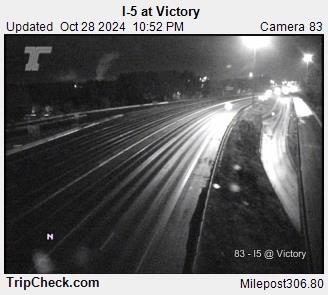 I-5 at Victory
Updated Oct 28 2024 10:52 PM Camera 83
T
N
83 - I5 @ Victory
TripCheck.com Milepost306.80